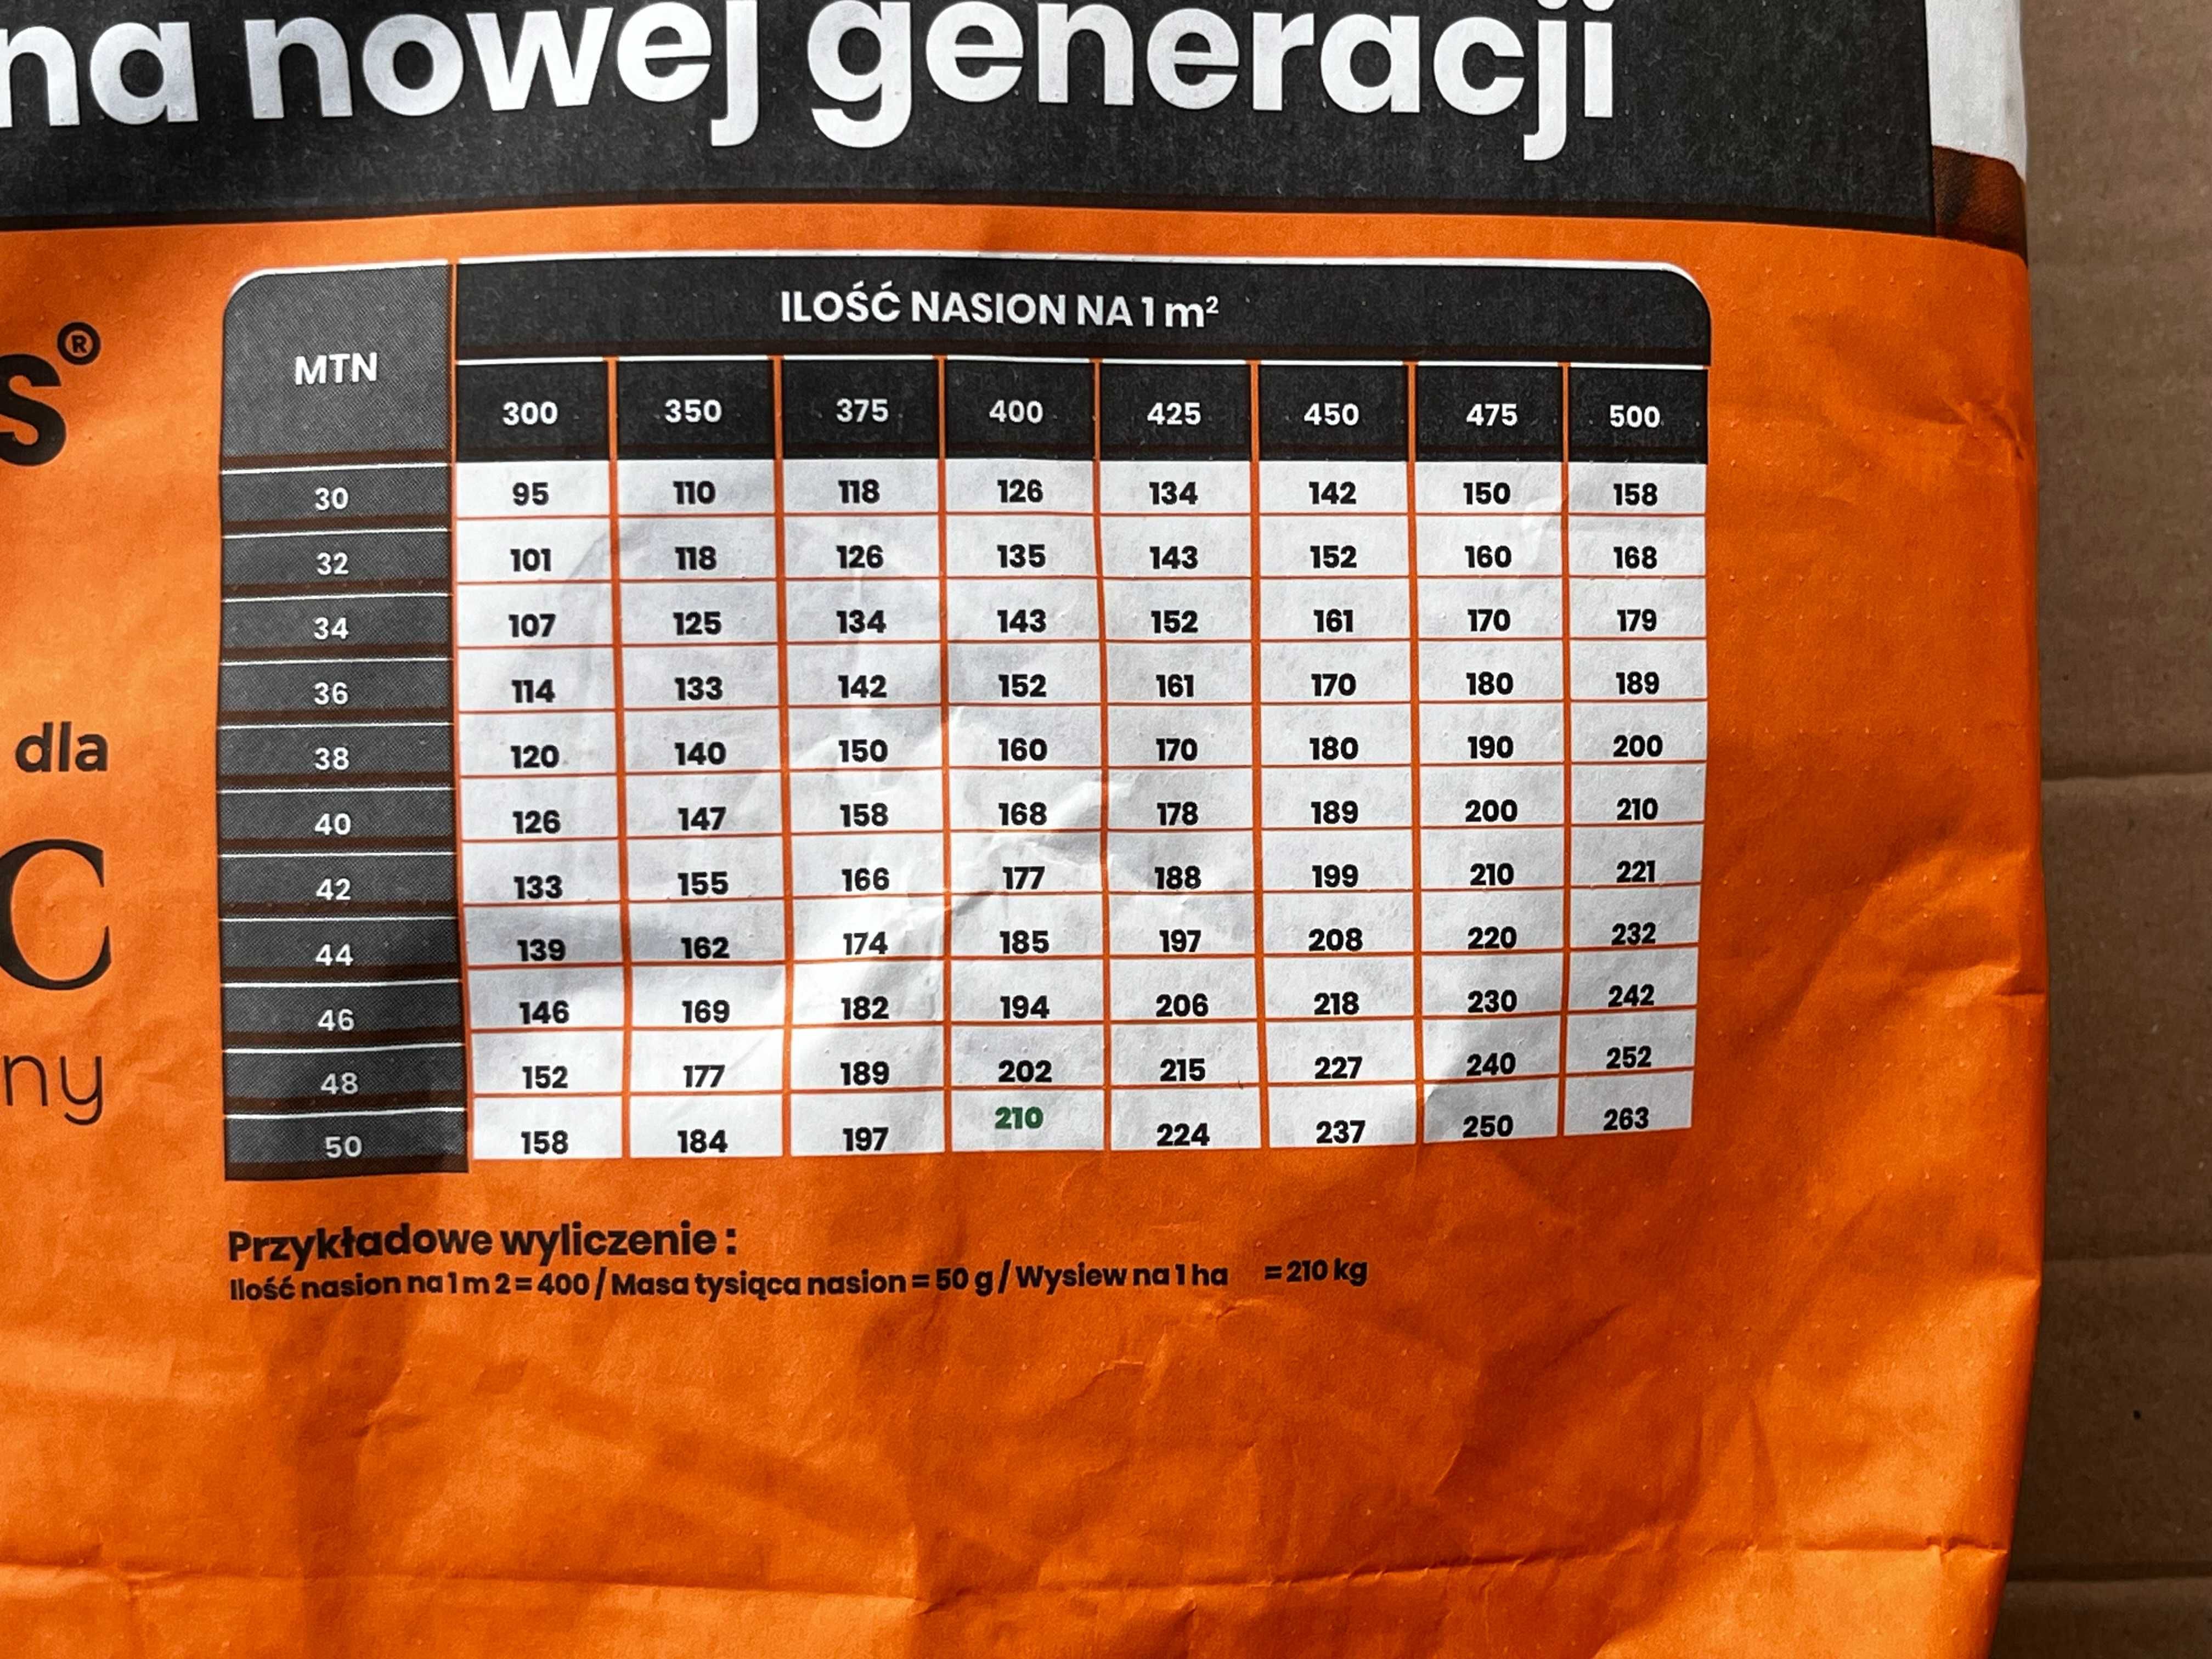 na nowej generacji
s®
dla
C
ny
MTN
ILOŚĆ NASION NA 1 m²
300 350 375 400 425 450 475 500
30 95 110 118 126 134 142 150 158
32 101 118 126 135 143 152 160 168
34 107 125 134 143 152 161 170 179
36 114 133 142 152 161 170 180 189
38 120 140 150 160 170 180 190 200
40 126 147 158 168 178 189 200 210
42 133 155 166 177 188 199 210 221
44 139 162 174 185 197 208 220 232
46 146 169 182 194 206 218 230 242
48 152 177 189 202 215 227 240 252
50 158 184 197 210 224 237 250 263
Przykładowe wyliczenie :
Ilość nasion na 1 m 2 = 400 / Masa tysiąca nasion = 50 g / Wysiew na 1 ha = 210 kg